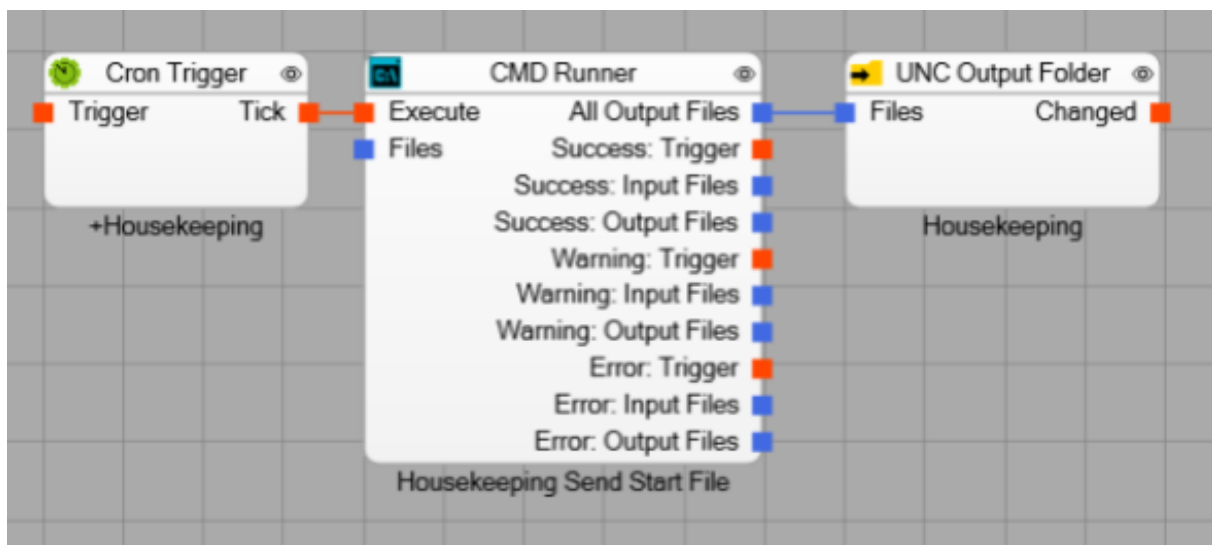 Cron Trigger
Trigger Tick
+Housekeeping
C:\
CMD Runner
Execute All Output Files
Files Success: Trigger
Success: Input Files
Success: Output Files
Warning: Trigger
Warning: Input Files
Warning: Output Files
Error: Trigger
Error: Input Files
Error: Output Files
Housekeeping Send Start File
UNC Output Folder
Files Changed
Housekeeping